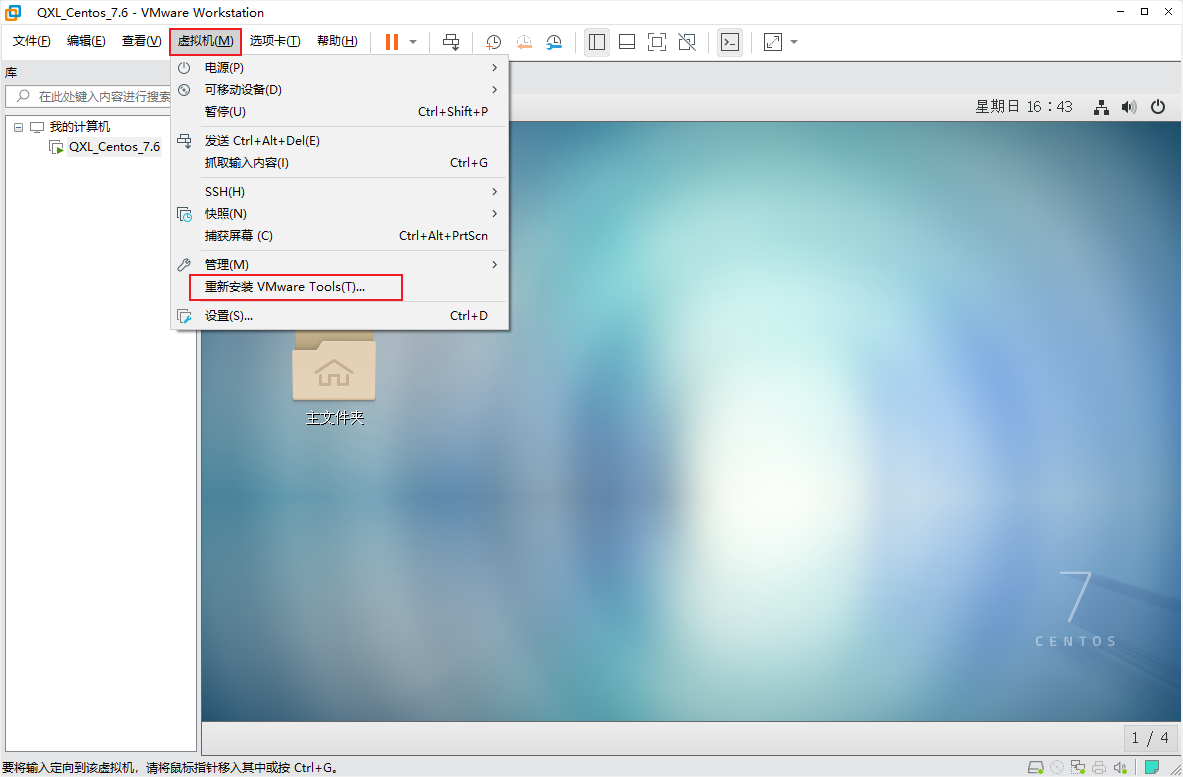 QXL_Centos_7.6 - VMware Workstation
文件(F) 编辑(E) 查看(V) 虚拟机(M) 选项卡(T) 帮助(H)
库
在此处键入内容进行搜索
我的计算机
QXL_Centos_7.6
电源(P)
可移动设备(D)
暂停(U) Ctrl+Shift+P
发送 Ctrl+Alt+Del(E)
抓取输入内容(I) Ctrl+G
SSH(H)
快照(N)
捕获屏幕 (C) Ctrl+Alt+PrtScn
管理(M)
重新安装 VMware Tools(T)...
设置(S)... Ctrl+D
星期日 16：43
主文件夹
7
CENTOS
1 / 4
要将输入定向到该虚拟机，请将鼠标指针移入其中或按 Ctrl+G。